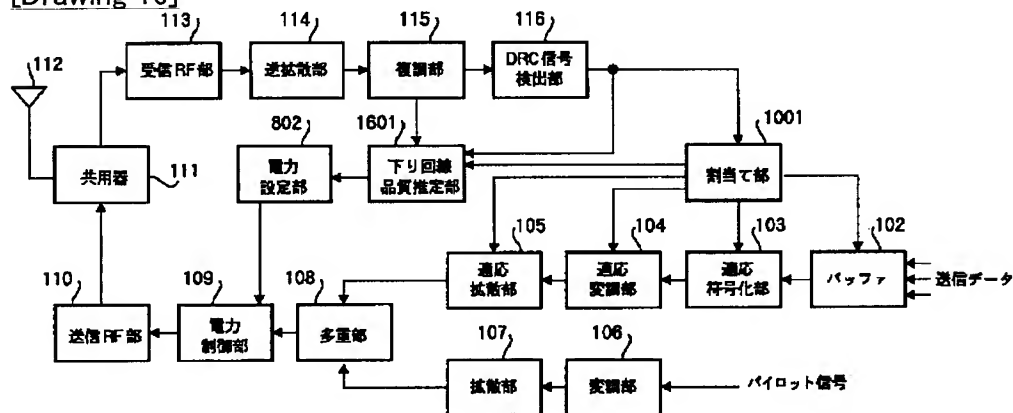 [Drawing 16]
113
114
115
116
112
受信RF部
逆拡散部
複調部
DRC信号
検出部
802
1601
1001
共用器
111
電力
設定部
下り回線
品質推定部
割当て部
105
104
103
102
110
109
108
適応
拡散部
適応
変調部
適応
符号化部
バッファ
送信データ
送信RF部
電力
制御部
多重部
107
106
拡散部
変調部
パイロット信号